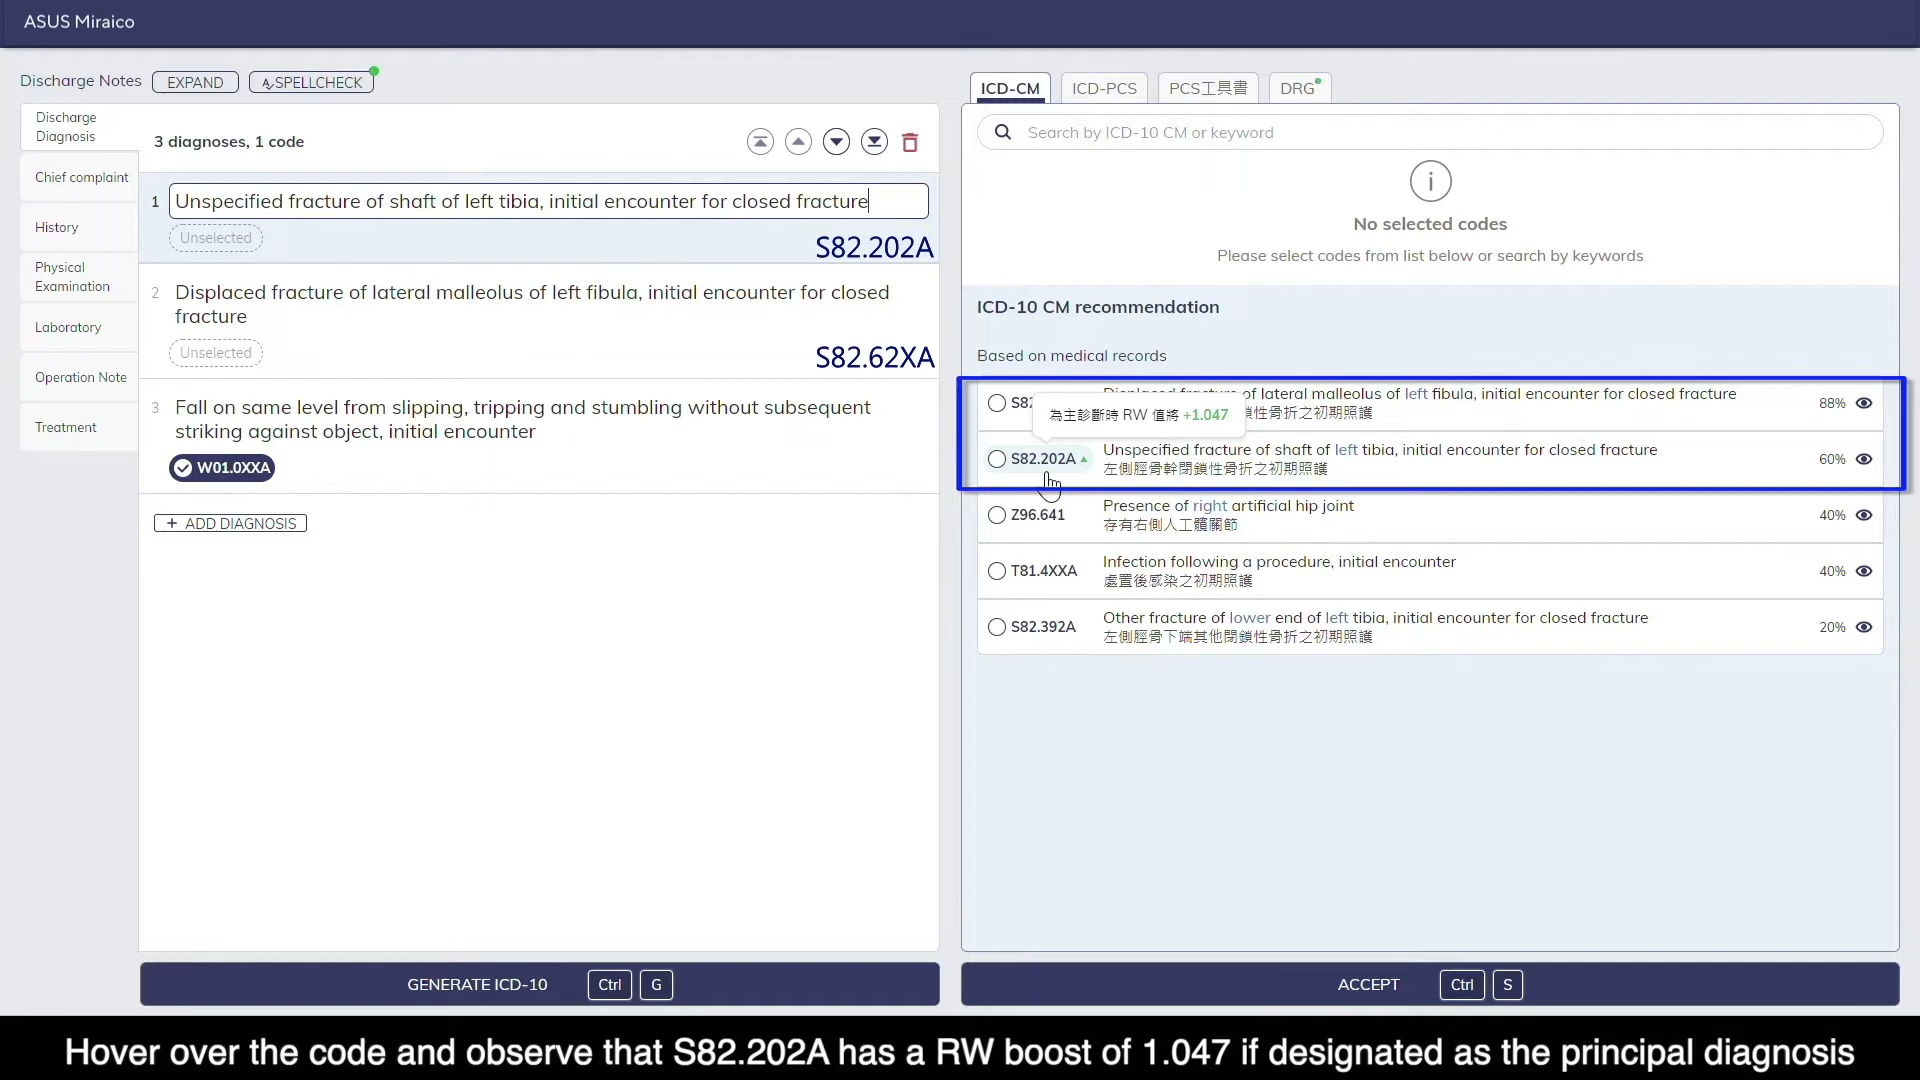 ASUS Miraico
Discharge Notes
EXPAND
SPELLCHECK
Discharge
Diagnosis
Chief complaint
History
Physical
Examination
Laboratory
Operation Note
Treatment
3 diagnoses, 1 code
1
Unspecified fracture of shaft of left tibia, initial encounter for closed fracture
Unselected
S82.202A
2
Displaced fracture of lateral malleolus of left fibula, initial encounter for closed
fracture
Unselected
S82.62XA
3
Fall on same level from slipping, tripping and stumbling without subsequent
striking against object, initial encounter
W01.0XXA
+ ADD DIAGNOSIS
GENERATE ICD-10 Ctrl G
ICD-CM
ICD-PCS
PCS工具書
DRG
Search by ICD-10 CM or keyword
i
No selected codes
Please select codes from list below or search by keywords
ICD-10 CM recommendation
Based on medical records
S82
Displaced fracture of lateral malleolus of left fibula, initial encounter for closed fracture
鎖性骨折之初期照護
88%
為主診斷時 RW 值將 +1.047
S82.202A
Unspecified fracture of shaft of left tibia, initial encounter for closed fracture
左側脛骨幹閉鎖性骨折之初期照護
60%
Z96.641
Presence of right artificial hip joint
存有右側人工髖關節
40%
T81.4XXA
Infection following a procedure, initial encounter
處置後感染之初期照護
40%
S82.392A
Other fracture of lower end of left tibia, initial encounter for closed fracture
左側脛骨下端其他閉鎖性骨折之初期照護
20%
ACCEPT Ctrl S
Hover over the code and observe that S82.202A has a RW boost of 1.047 if designated as the principal diagnosis